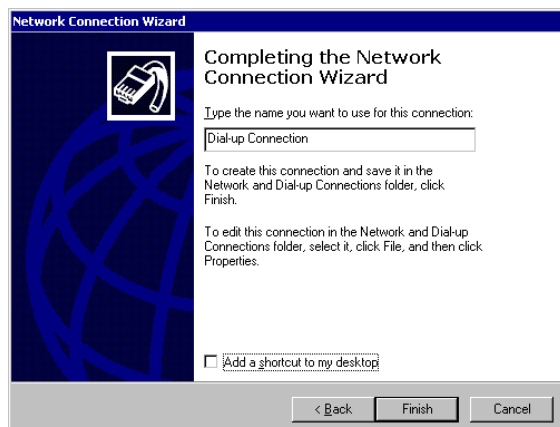 Network Connection Wizard
Completing the Network
Connection Wizard
Type the name you want to use for this connection:
Dial-up Connection
To create this connection and save it in the
Network and Dial-up Connections folder, click
Finish.
To edit this connection in the Network and Dial-up
Connections folder, select it, click File, and then click
Properties.
Add a shortcut to my desktop
< Back
Finish
Cancel